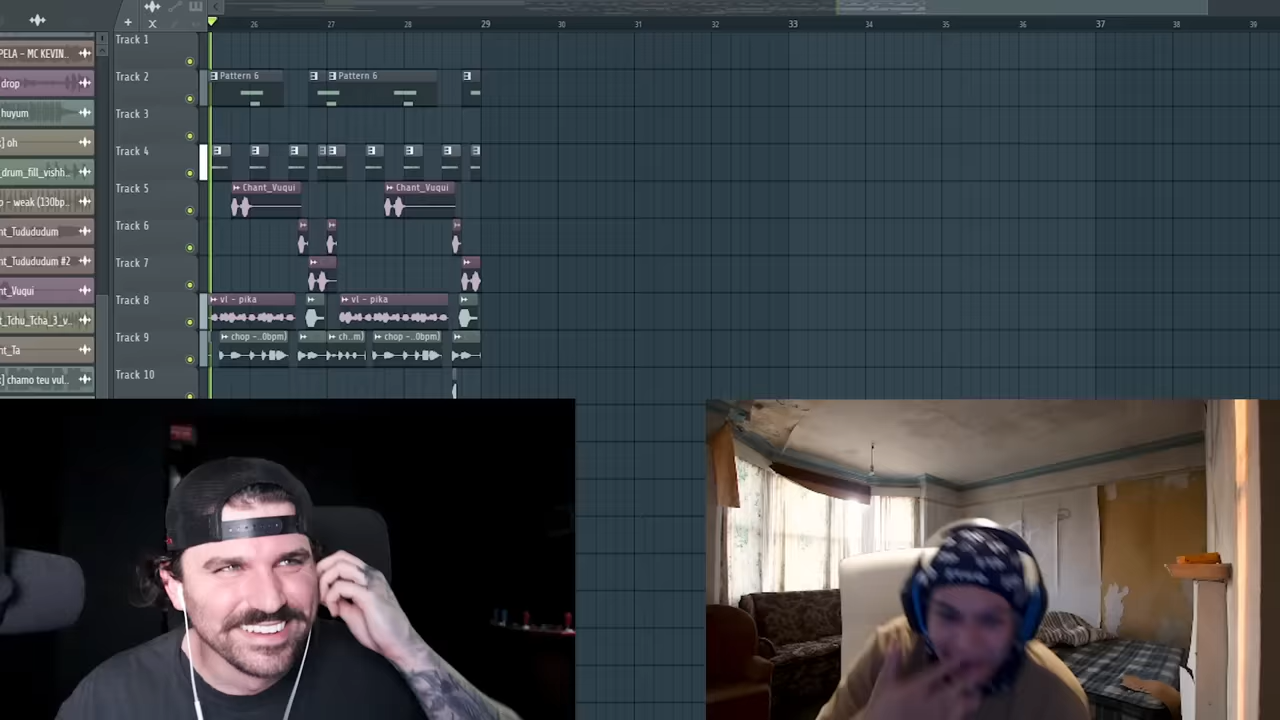 26 27 28 29 30 31 32 33 34 35 36 37 38 39
PELA - MC KEVIN..
drop
huyum
] oh
_drum_fill_vishh..
o - weak (130bp..
nt_Tudududum
nt_Tudududum #2
nt_Vuqui
nt_Tchu_Tcha_3_v..
nt_Ta
] chamo teu vul..
Track 1
Track 2
Pattern 6 Pattern 6
Track 3
Track 4
Track 5
Chant_Vuqui Chant_Vuqui
Track 6
Track 7
Track 8
vl - pika vl - pika
Track 9
chop -..0bpm) ch..m) chop -..0bpm)
Track 10